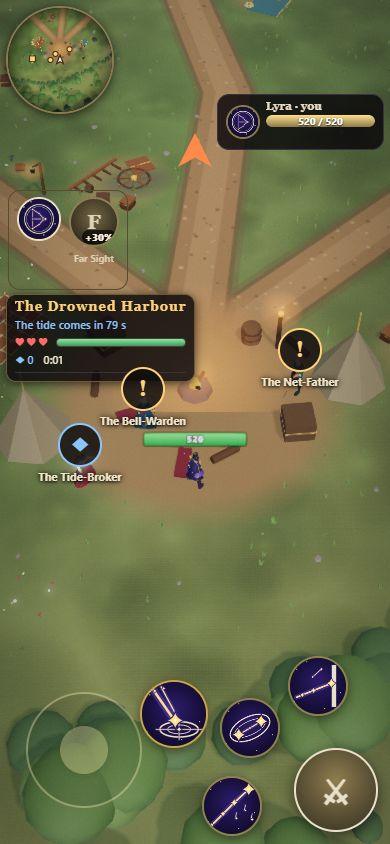 Lyra - you
520 / 520
F
+30%
Far Sight
The Drowned Harbour
The tide comes in 79 s
0 0:01
!
The Net-Father
!
The Bell-Warden
520
The Tide-Broker